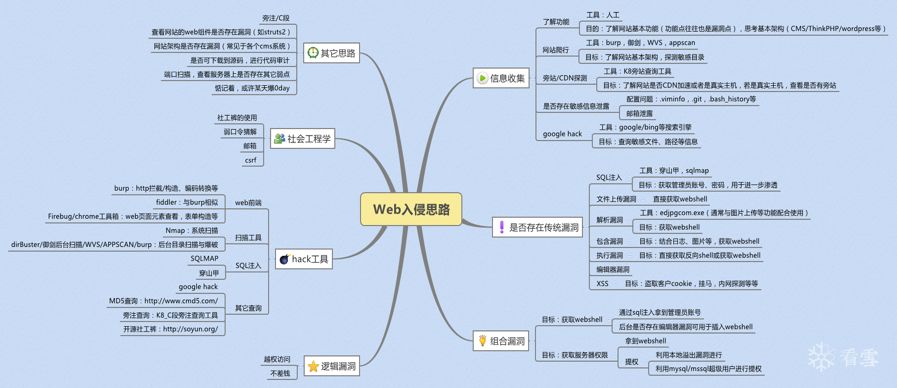 Web入侵思路
信息收集
了解功能
工具：人工
目的：了解网站基本功能（功能点往往也是漏洞点），思考基本架构（CMS/ThinkPHP/wordpress等）
网站爬行
工具：burp，御剑，WVS，appscan
目标：了解网站基本架构，探测敏感目录
旁站/CDN探测
工具：K8旁站查询工具
目标：了解网站是否CDN加速或者是真实主机，若是真实主机，查看是否有旁站
是否存在敏感信息泄露
配置问题：.viminfo，.git，.bash_history等
邮箱泄露
google hack
工具：google/bing等搜索引擎
目标：查询敏感文件、路径等信息
是否存在传统漏洞
SQL注入
工具：穿山甲，sqlmap
目标：获取管理员账号、密码，用于进一步渗透
文件上传漏洞
直接获取webshell
解析漏洞
工具：edjpgcom.exe（通常与图片上传等功能配合使用）
目标：获取webshell
包含漏洞
目标：结合日志、图片等，获取webshell
执行漏洞
目标：直接获取反向shell或获取webshell
编辑器漏洞
XSS
目标：盗取客户cookie，挂马，内网探测等等
组合漏洞
目标：获取webshell
通过sql注入拿到管理员账号
后台是否存在编辑器漏洞可用于插入webshell
目标：获取服务器权限
拿到webshell
提权
利用本地溢出漏洞进行
利用mysql/mssql超级用户进行提权
其它思路
旁注/C段
查看网站的web组件是否存在漏洞（如struts2）
网站架构是否存在漏洞（常见于各个cms系统）
是否可下载到源码，进行代码审计
端口扫描，查看服务器上是否存在其它弱点
惦记着，或许某天爆0day
社会工程学
社工裤的使用
弱口令猜解
邮箱
csrf
hack工具
web前端
burp：http拦截/构造、编码转换等
fiddler：与burp相似
Firebug/chrome工具箱：web页面元素查看，表单构造等
扫描工具
Nmap：系统扫描
dirBuster/御剑后台扫描/WVS/APPSCAN/burp：后台目录扫描与爆破
SQL注入
SQLMAP
穿山甲
其它查询
google hack
MD5查询：http://www.cmd5.com/
旁注查询：K8_C段旁注查询工具
开源社工裤：http://soyun.org/
逻辑漏洞
越权访问
不差钱
看雪